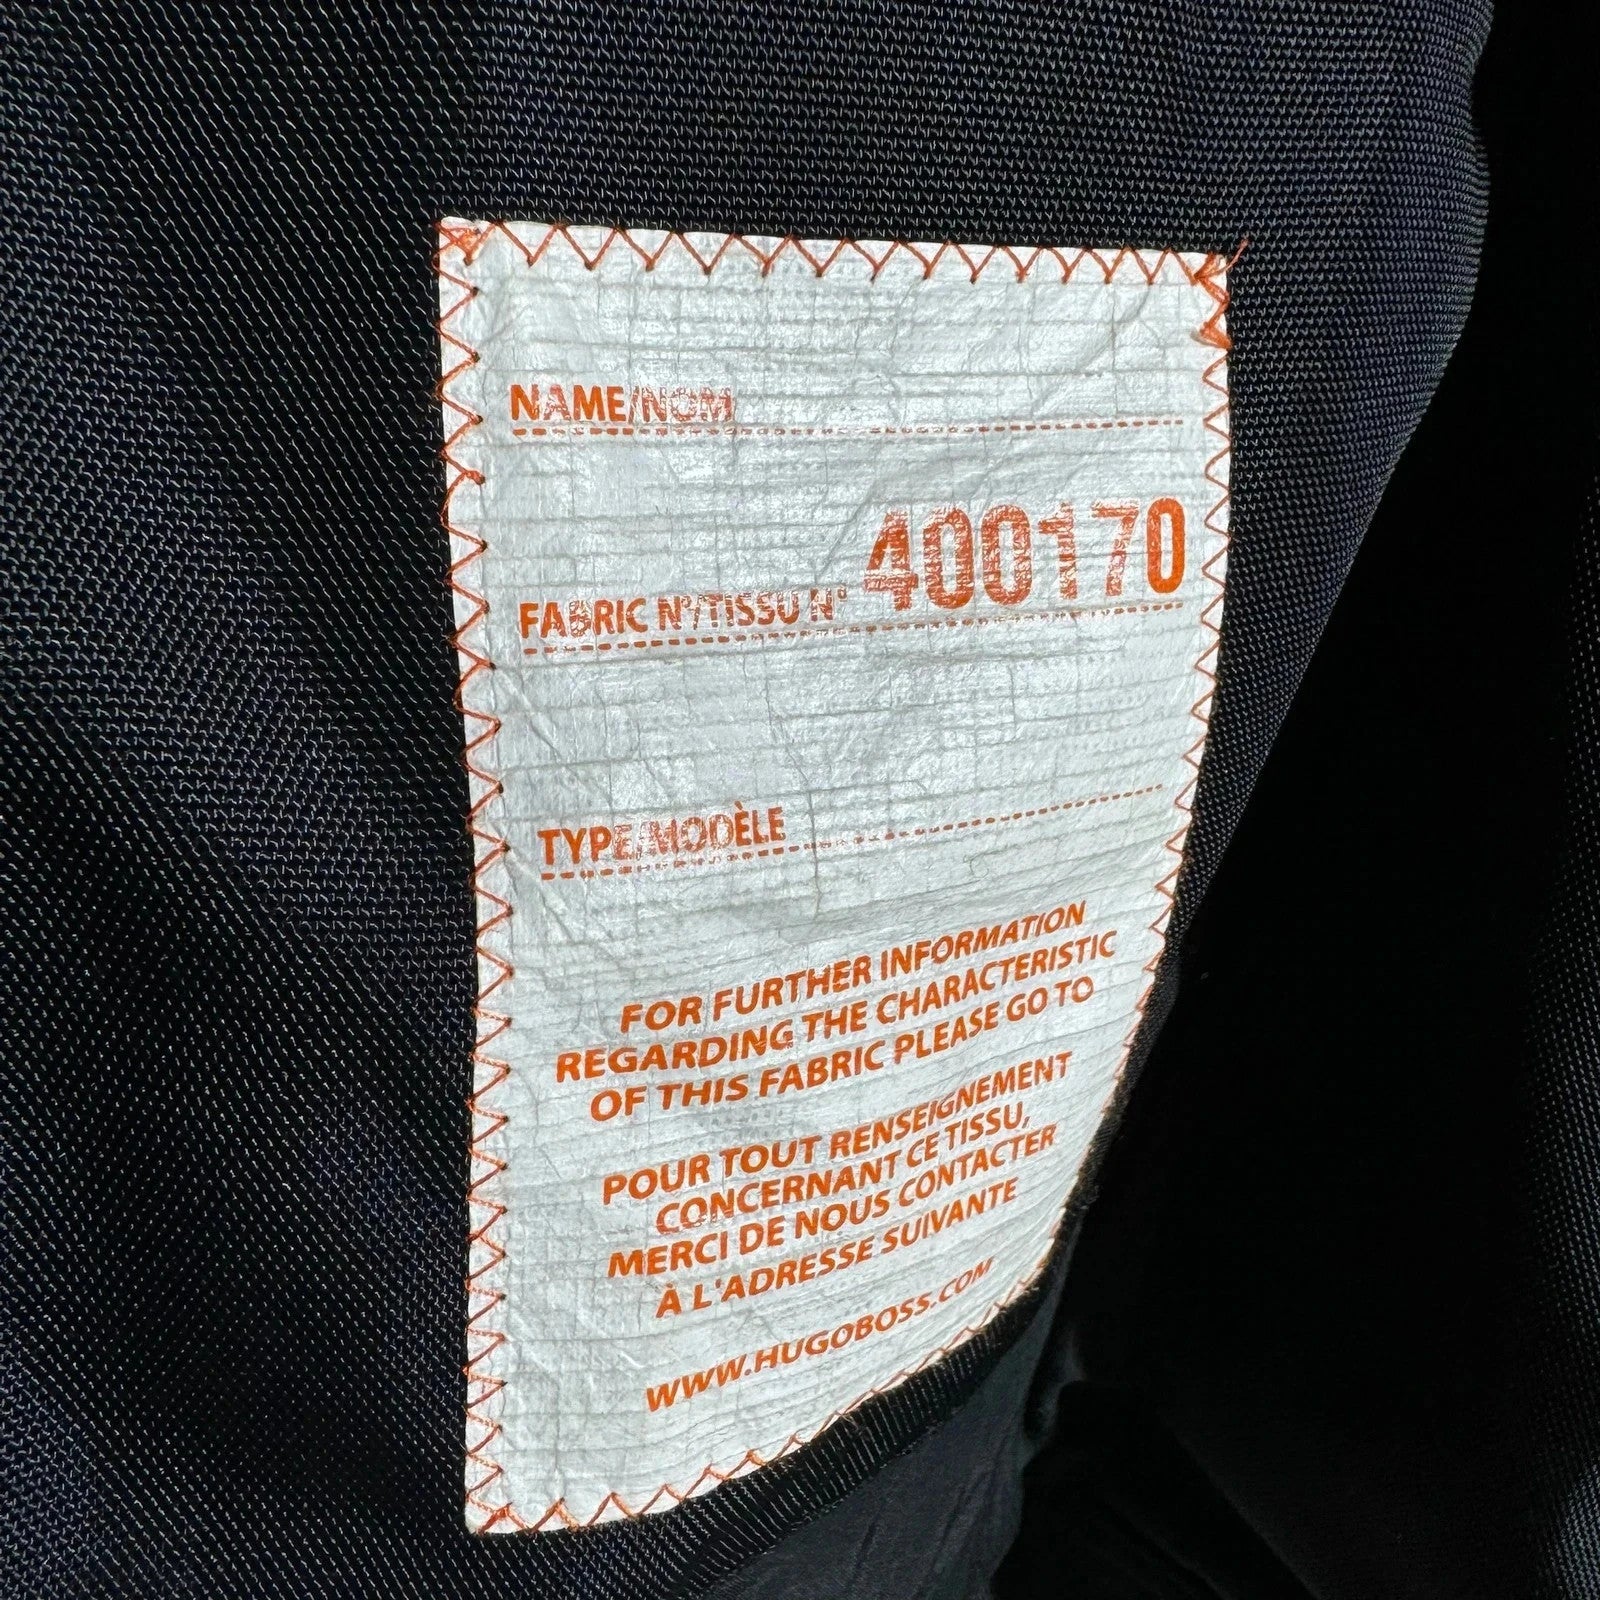 NAME/NOM
FABRIC N°/TISSU N° 400170
TYPE/MODÈLE
FOR FURTHER INFORMATION
REGARDING THE CHARACTERISTIC
OF THIS FABRIC PLEASE GO TO
POUR TOUT RENSEIGNEMENT
CONCERNANT CE TISSU,
MERCI DE NOUS CONTACTER
À L'ADRESSE SUIVANTE
WWW.HUGOBOSS.COM